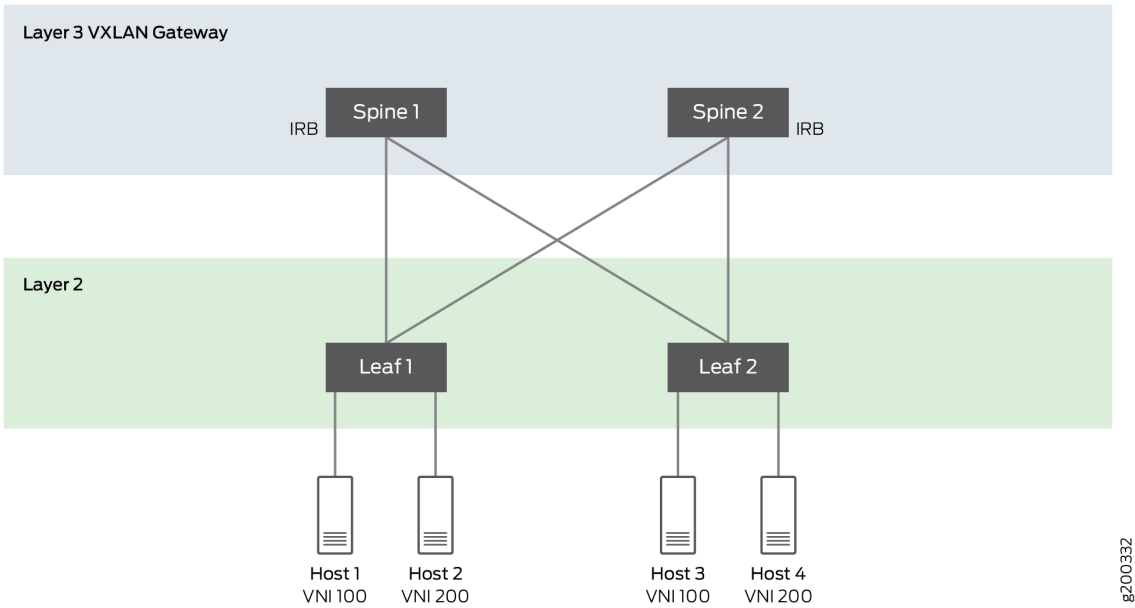 Layer 3 VXLAN Gateway
Spine 1
Spine 2
IRB
IRB
Layer 2
Leaf 1
Leaf 2
Host 1
VNI 100
Host 2
VNI 200
Host 3
VNI 100
Host 4
VNI 200
g200332